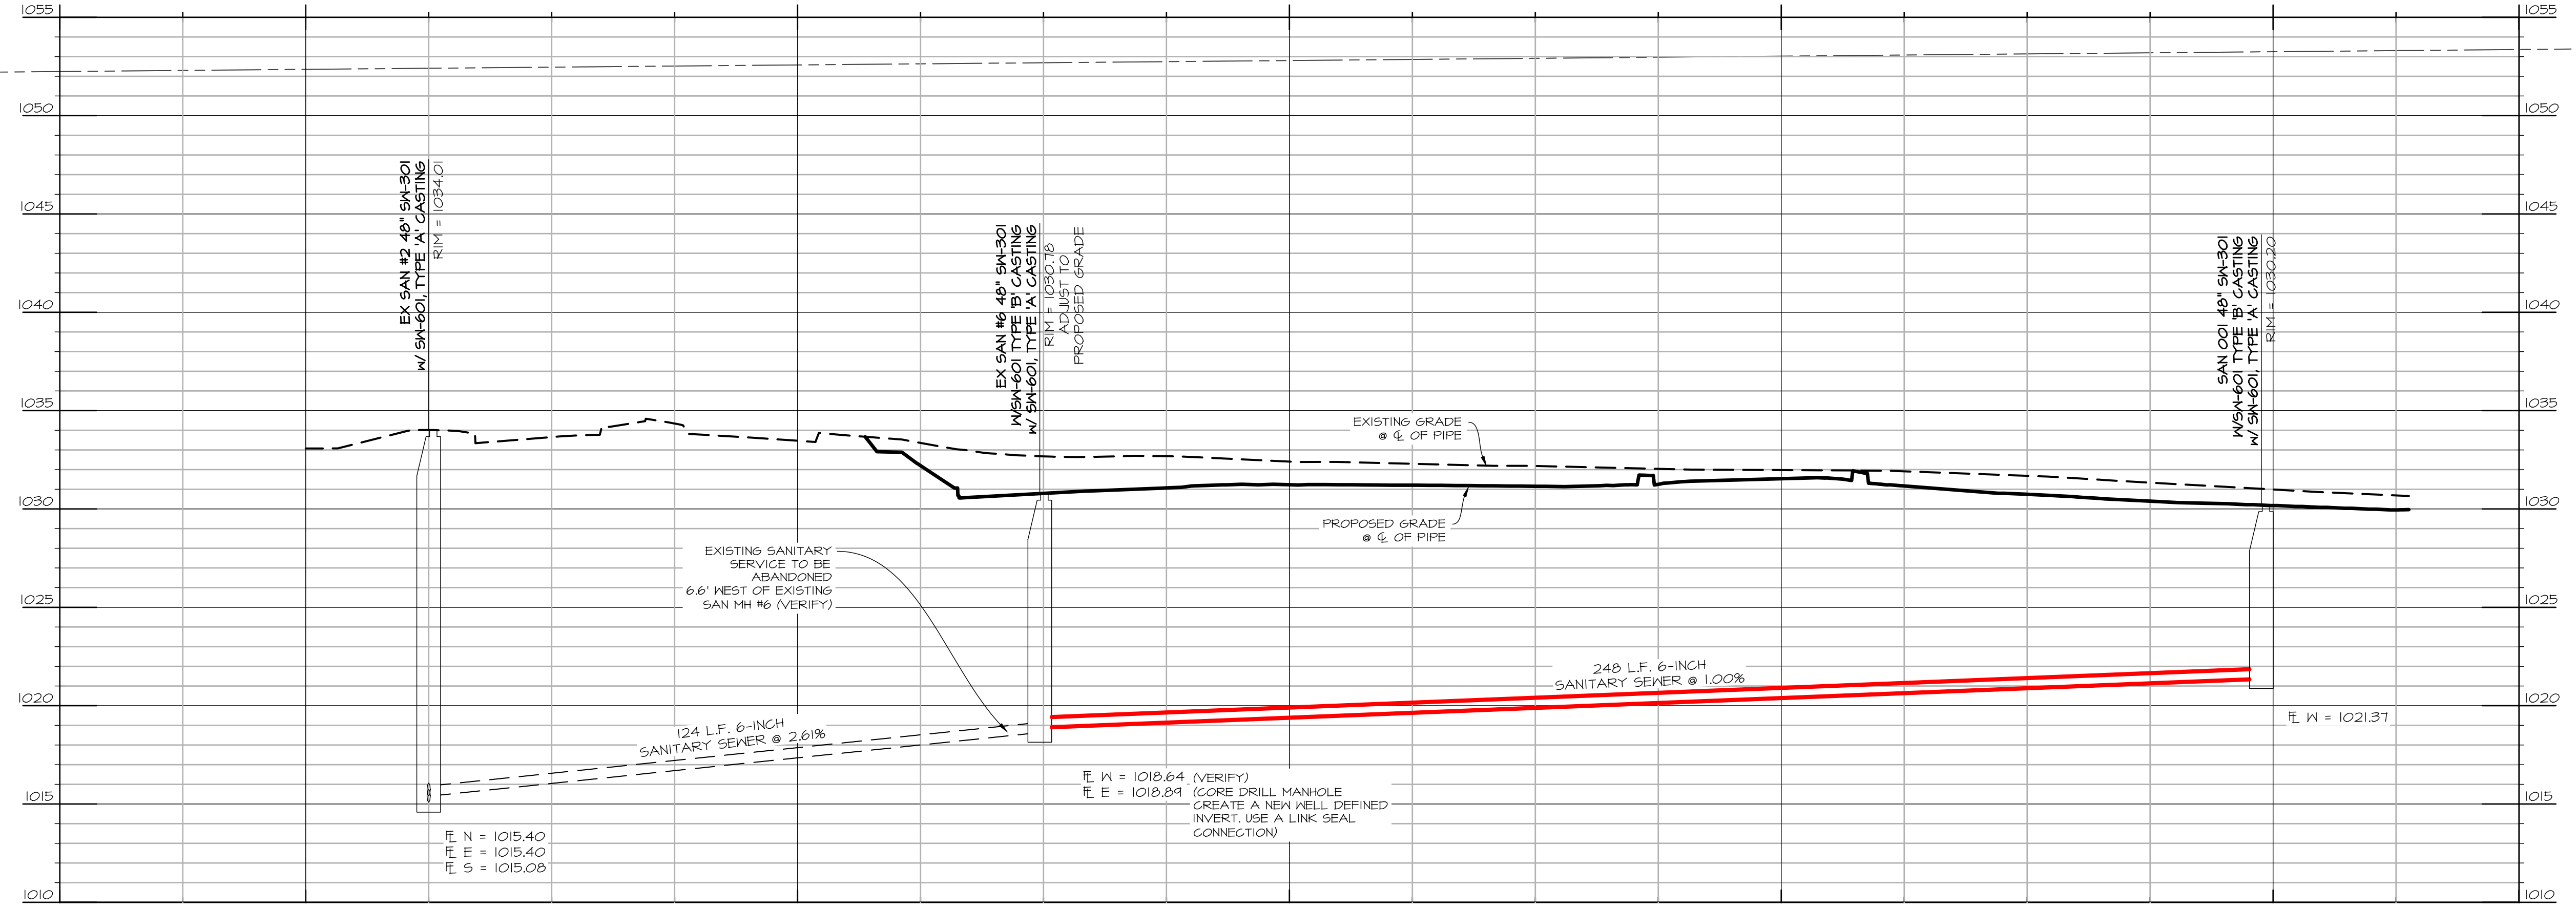 1055
1050
1045
1040
1035
1030
1025
1020
1015
1010
EX SAN #2 48" SW-301
W/ SW-601, TYPE 'A' CASTING
RIM = 1034.01
EX SAN #6 48" SW-301
W/SW-601 TYPE 'B' CASTING
W/ SW-601, TYPE 'A' CASTING
RIM = 1030.78
ADJUST TO
PROPOSED GRADE
SAN 001 48" SW-301
W/SW-601 TYPE 'B' CASTING
W/ SW-601, TYPE 'A' CASTING
RIM = 1030.20
EXISTING GRADE
@ ℄ OF PIPE
PROPOSED GRADE
@ ℄ OF PIPE
EXISTING SANITARY
SERVICE TO BE
ABANDONED
6.6' WEST OF EXISTING
SAN MH #6 (VERIFY)
124 L.F. 6-INCH
SANITARY SEWER @ 2.61%
248 L.F. 6-INCH
SANITARY SEWER @ 1.00%
FL W = 1021.37
FL W = 1018.64 (VERIFY)
FL E = 1018.89 (CORE DRILL MANHOLE
CREATE A NEW WELL DEFINED
INVERT. USE A LINK SEAL
CONNECTION)
FL N = 1015.40
FL E = 1015.40
FL S = 1015.08
1055
1050
1045
1040
1035
1030
1025
1020
1015
1010